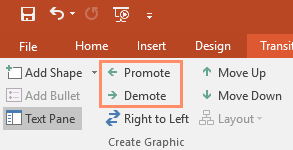 File Home Insert Design
Add Shape Promote Move Up
Add Bullet Demote Move Down
Text Pane Right to Left Layout
Create Graphic